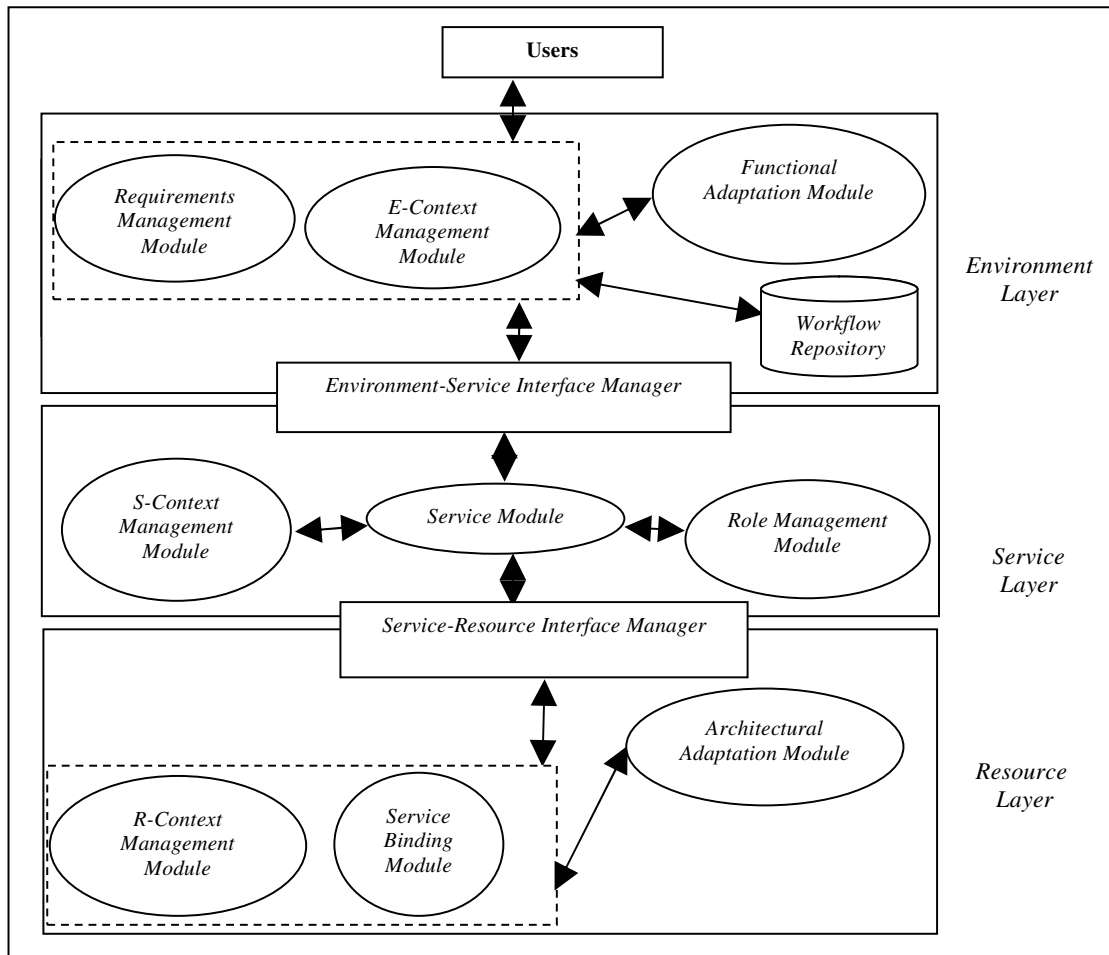 Users
Requirements
Management
Module
E-Context
Management
Module
Functional
Adaptation Module
Environment
Layer
Workflow
Repository
Environment-Service Interface Manager
S-Context
Management
Module
Service Module
Role Management
Module
Service
Layer
Service-Resource Interface Manager
Architectural
Adaptation Module
Resource
Layer
R-Context
Management
Module
Service
Binding
Module